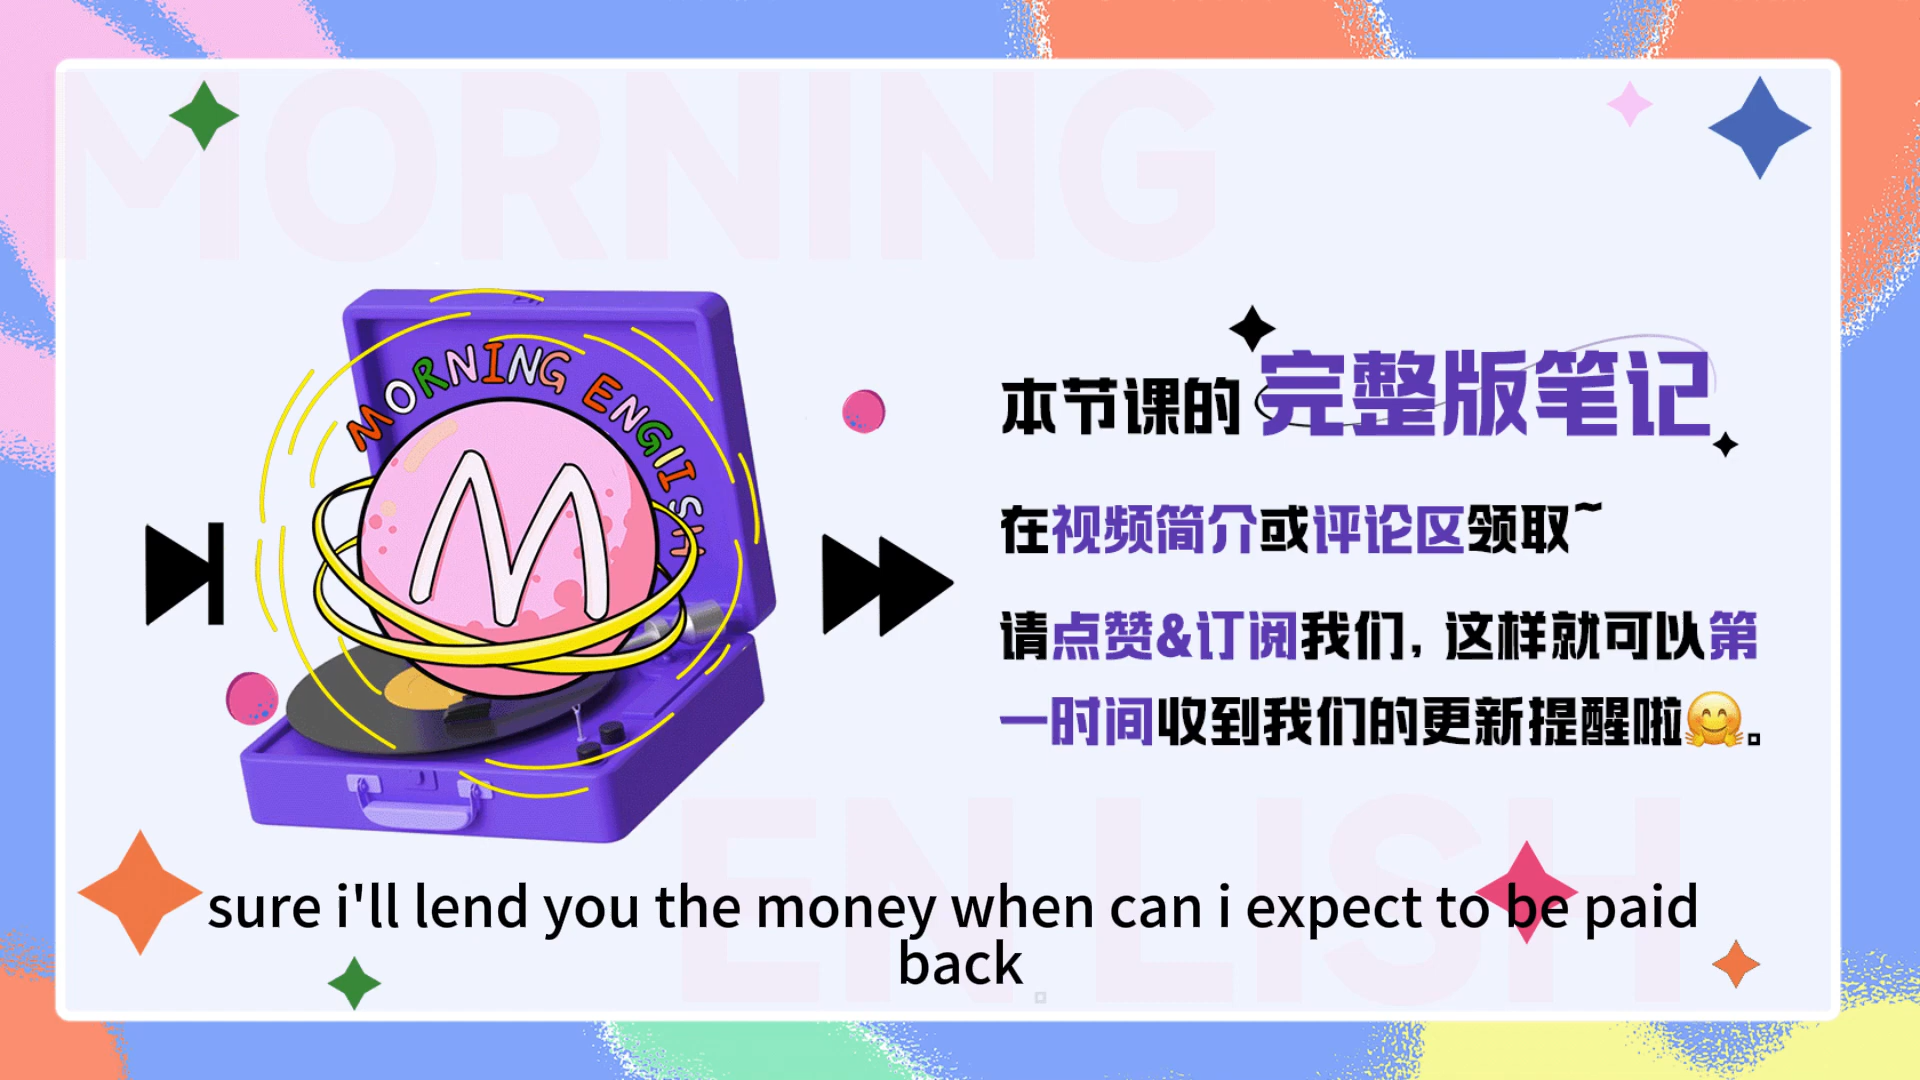 MORNING
MORNING ENGlISH
M
本节课的完整版笔记
在视频简介或评论区领取~
请点赞&订阅我们，这样就可以第
一时间收到我们的更新提醒啦🤗。
EN LISH
sure i'll lend you the money when can i expect to be paid
back